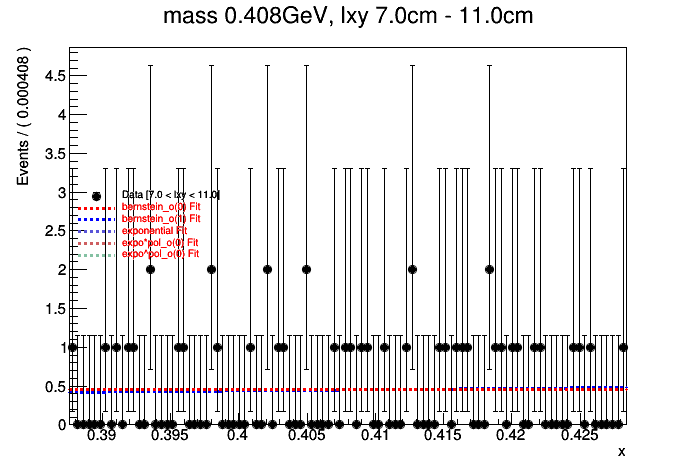 mass 0.408GeV, lxy 7.0cm - 11.0cm
Events / ( 0.000408 )
4.5
4
3.5
3
2.5
2
1.5
1
0.5
0
Data [7.0 < lxy < 11.0]
bernstein_o(0) Fit
bernstein_o(1) Fit
exponential Fit
expo*pol_o(0) Fit
expo^pol_o(0) Fit
0.39 0.395 0.4 0.405 0.41 0.415 0.42 0.425
x